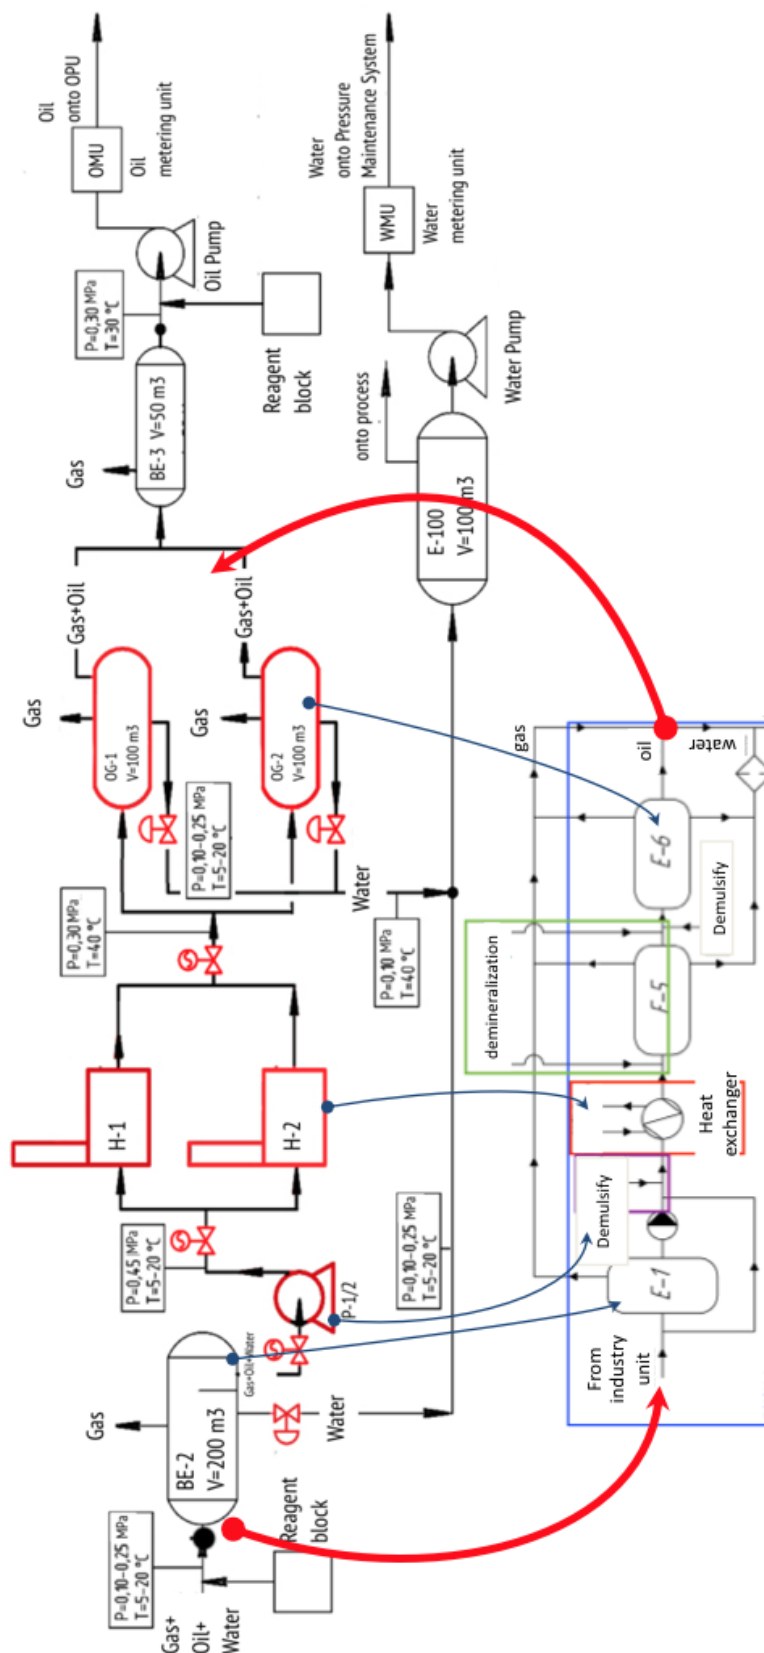 Gas+
Oil+
Water
P=0,10-0,25 MPa
T=5-20 °C
Reagent
block
BE-2
V=200 m3
Gas
Gas+Oil+Water
Water
P-1/2
P=0,45 MPa
T=5-20 °C
H-1
H-2
P=0,30 MPa
T=40 °C
OG-1
V=100 m3
Gas
Gas+Oil
OG-2
V=100 m3
Gas
Gas+Oil
P=0,10-0,25 MPa
T=5-20 °C
Water
P=0,10 MPa
T=40 °C
P=0,10-0,25 MPa
T=5-20 °C
Gas
BE-3 V=50 m3
P=0,30 MPa
T=30 °C
Reagent
block
Oil Pump
OMU
Oil
metering unit
Oil
onto OPU
E-100
V=100 m3
onto process
Water Pump
WMU
Water
metering unit
Water
onto Pressure
Maintenance System
From
industry
unit
E-1
Demulsify
Heat
exchanger
demineralization
E-5
Demulsify
E-6
gas
oil
water